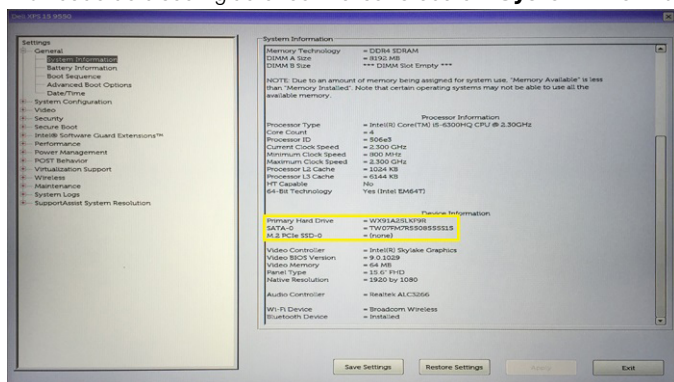 Dell XPS 15 9550
Settings
General
System Information
Battery Information
Boot Sequence
Advanced Boot Options
Date/Time
System Configuration
Video
Security
Secure Boot
Intel® Software Guard Extensions™
Performance
Power Management
POST Behavior
Virtualization Support
Wireless
Maintenance
System Logs
SupportAssist System Resolution
System Information
Memory Technology = DDR4 SDRAM
DIMM A Size = 8192 MB
DIMM B Size *** DIMM Slot Empty ***
NOTE: Due to an amount of memory being assigned for system use, "Memory Available" is less
than "Memory Installed". Note that certain operating systems may not be able to use all the
available memory.
Processor Information
Processor Type = Intel(R) Core(TM) i5-6300HQ CPU @ 2.30GHz
Core Count = 4
Processor ID = 506e3
Current Clock Speed = 2.300 GHz
Minimum Clock Speed = 800 MHz
Maximum Clock Speed = 2.300 GHz
Processor L2 Cache = 1024 KB
Processor L3 Cache = 6144 KB
HT Capable No
64-Bit Technology Yes (Intel EM64T)
Device Information
Primary Hard Drive = WX91A25LKF9R
SATA-0 = TW07FM7R5508555S15
M.2 PCIe SSD-0 = (none)
Video Controller = Intel(R) Skylake Graphics
Video BIOS Version = 9.0.1029
Video Memory = 64 MB
Panel Type = 15.6" FHD
Native Resolution = 1920 by 1080
Audio Controller = Realtek ALC3266
Wi-Fi Device = Broadcom Wireless
Bluetooth Device = Installed
Save Settings
Restore Settings
Apply
Exit